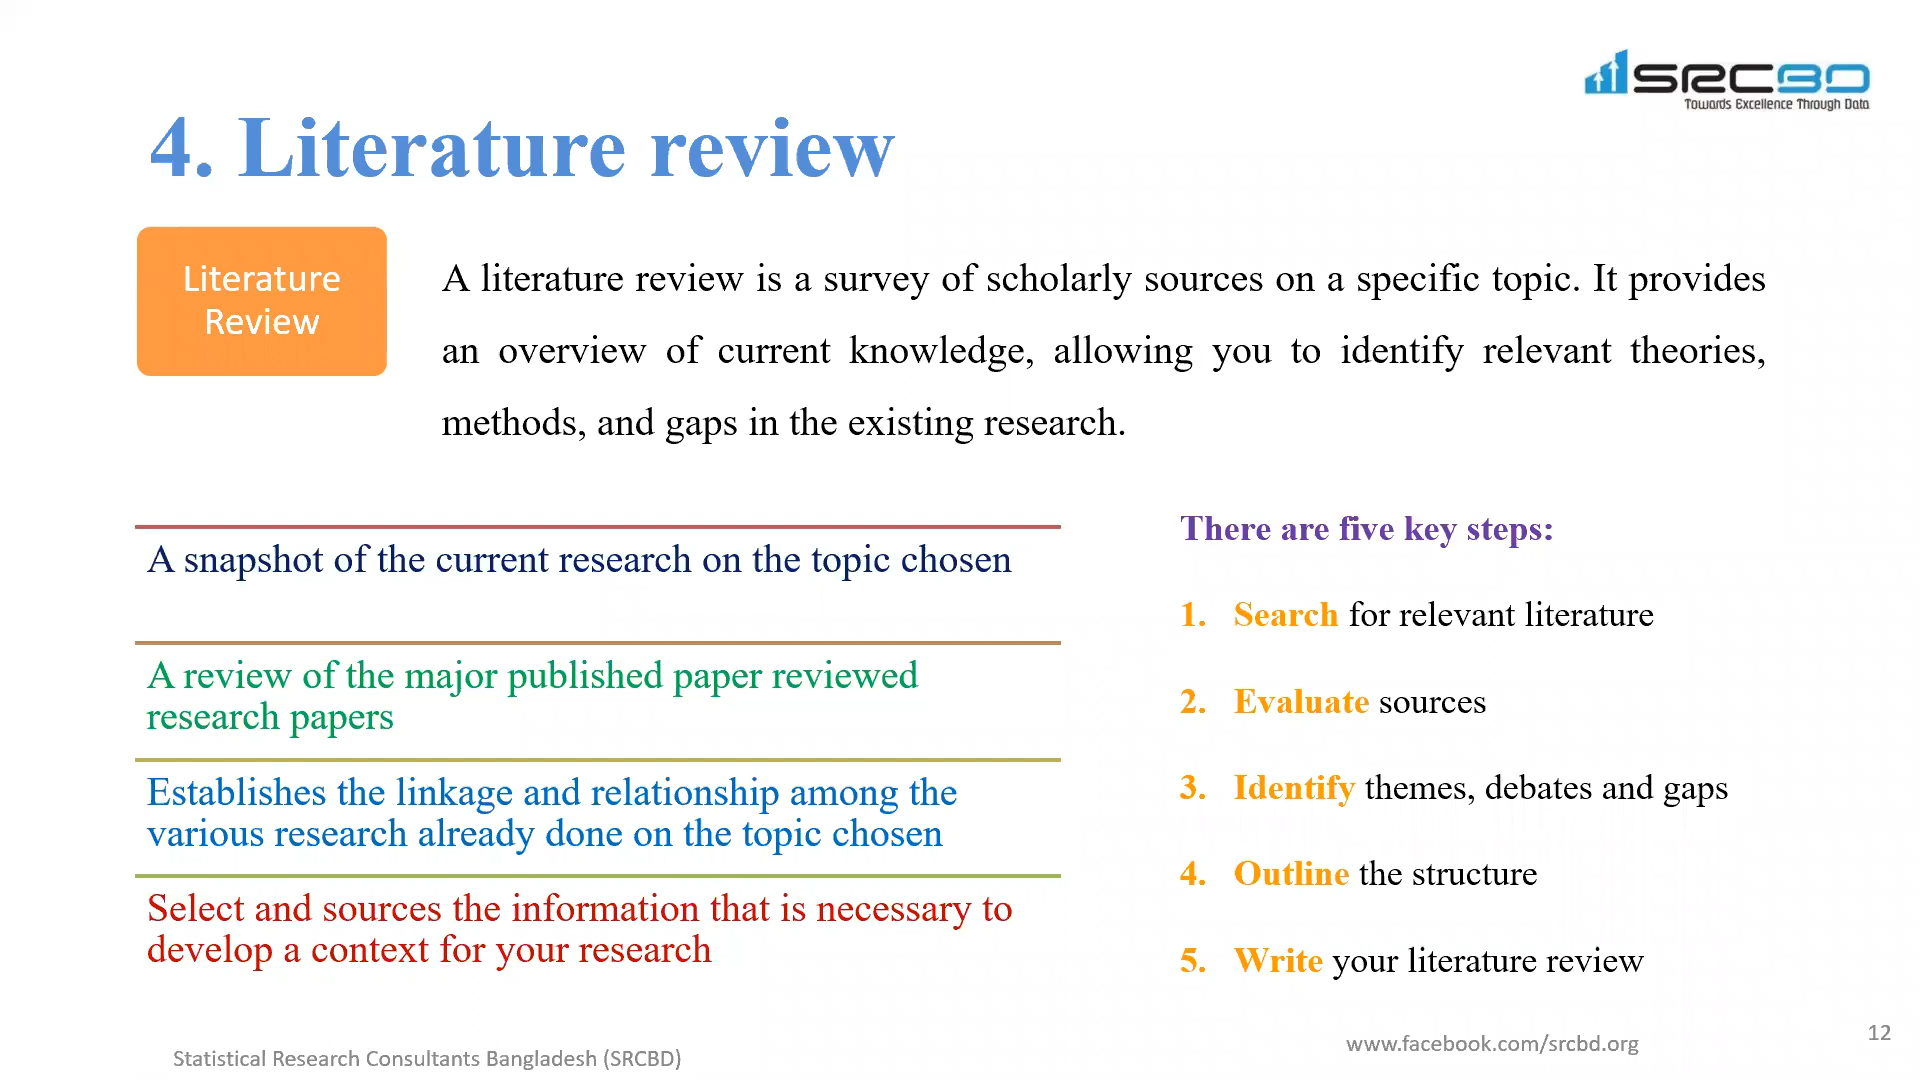 SRCBD
Towards Excellence Through Data
4. Literature review
Literature
Review
A literature review is a survey of scholarly sources on a specific topic. It provides
an overview of current knowledge, allowing you to identify relevant theories,
methods, and gaps in the existing research.
A snapshot of the current research on the topic chosen
A review of the major published paper reviewed
research papers
Establishes the linkage and relationship among the
various research already done on the topic chosen
Select and sources the information that is necessary to
develop a context for your research
There are five key steps:
1. Search for relevant literature
2. Evaluate sources
3. Identify themes, debates and gaps
4. Outline the structure
5. Write your literature review
Statistical Research Consultants Bangladesh (SRCBD)
www.facebook.com/srcbd.org
12